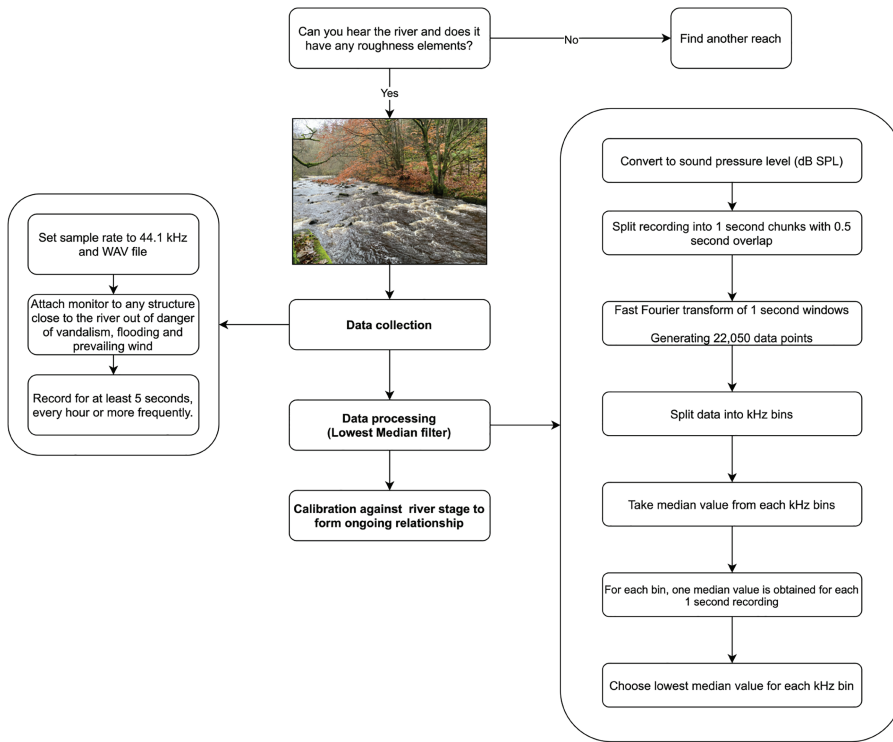 Can you hear the river and does it
have any roughness elements?
No
Find another reach
Yes
Set sample rate to 44.1 kHz
and WAV file
Attach monitor to any structure
close to the river out of danger
of vandalism, flooding and
prevailing wind
Record for at least 5 seconds,
every hour or more frequently.
Data collection
Data processing
(Lowest Median filter)
Calibration against river stage to
form ongoing relationship
Convert to sound pressure level (dB SPL)
Split recording into 1 second chunks with 0.5
second overlap
Fast Fourier transform of 1 second windows
Generating 22,050 data points
Split data into kHz bins
Take median value from each kHz bins
For each bin, one median value is obtained for each
1 second recording
Choose lowest median value for each kHz bin